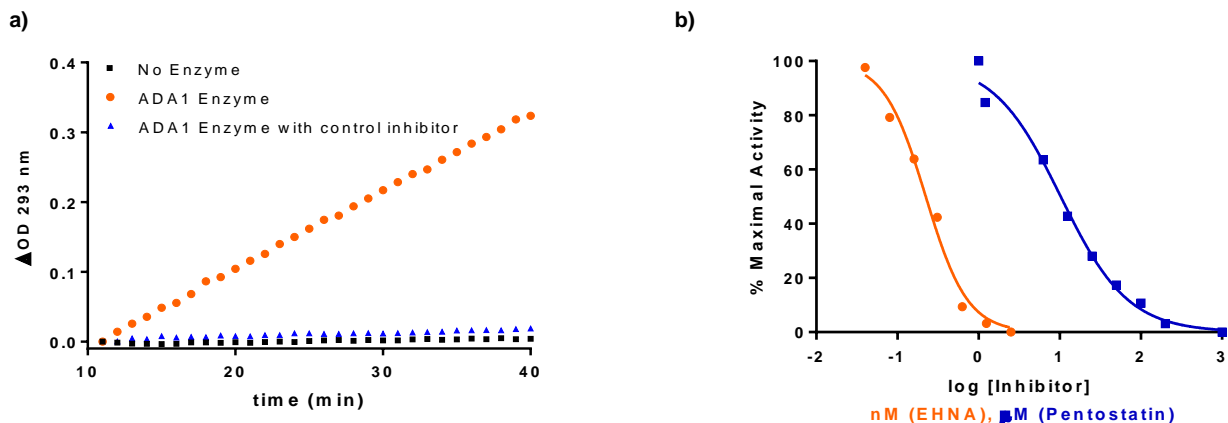 a)
0.4
0.3
0.2
0.1
0.0
▲OD 293 nm
No Enzyme
ADA1 Enzyme
ADA1 Enzyme with control inhibitor
10 20 30 40
time (min)
b)
100
80
60
40
20
0
% Maximal Activity
-2 -1 0 1 2 3
log [Inhibitor]
nM (EHNA), µM (Pentostatin)